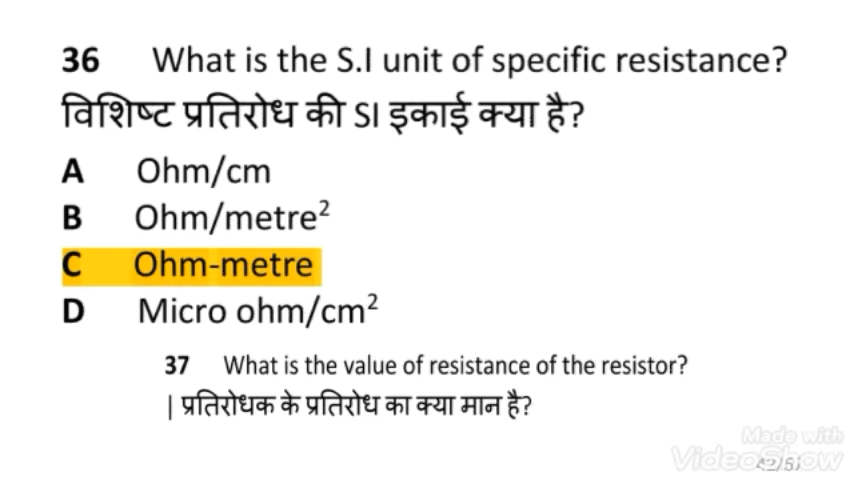 36 What is the S.I unit of specific resistance?
विशिष्ट प्रतिरोध की SI इकाई क्या है?
A Ohm/cm
B Ohm/metre²
C Ohm-metre
D Micro ohm/cm²
37 What is the value of resistance of the resistor?
| प्रतिरोधक के प्रतिरोध का क्या मान है?
Made with
VideoShow